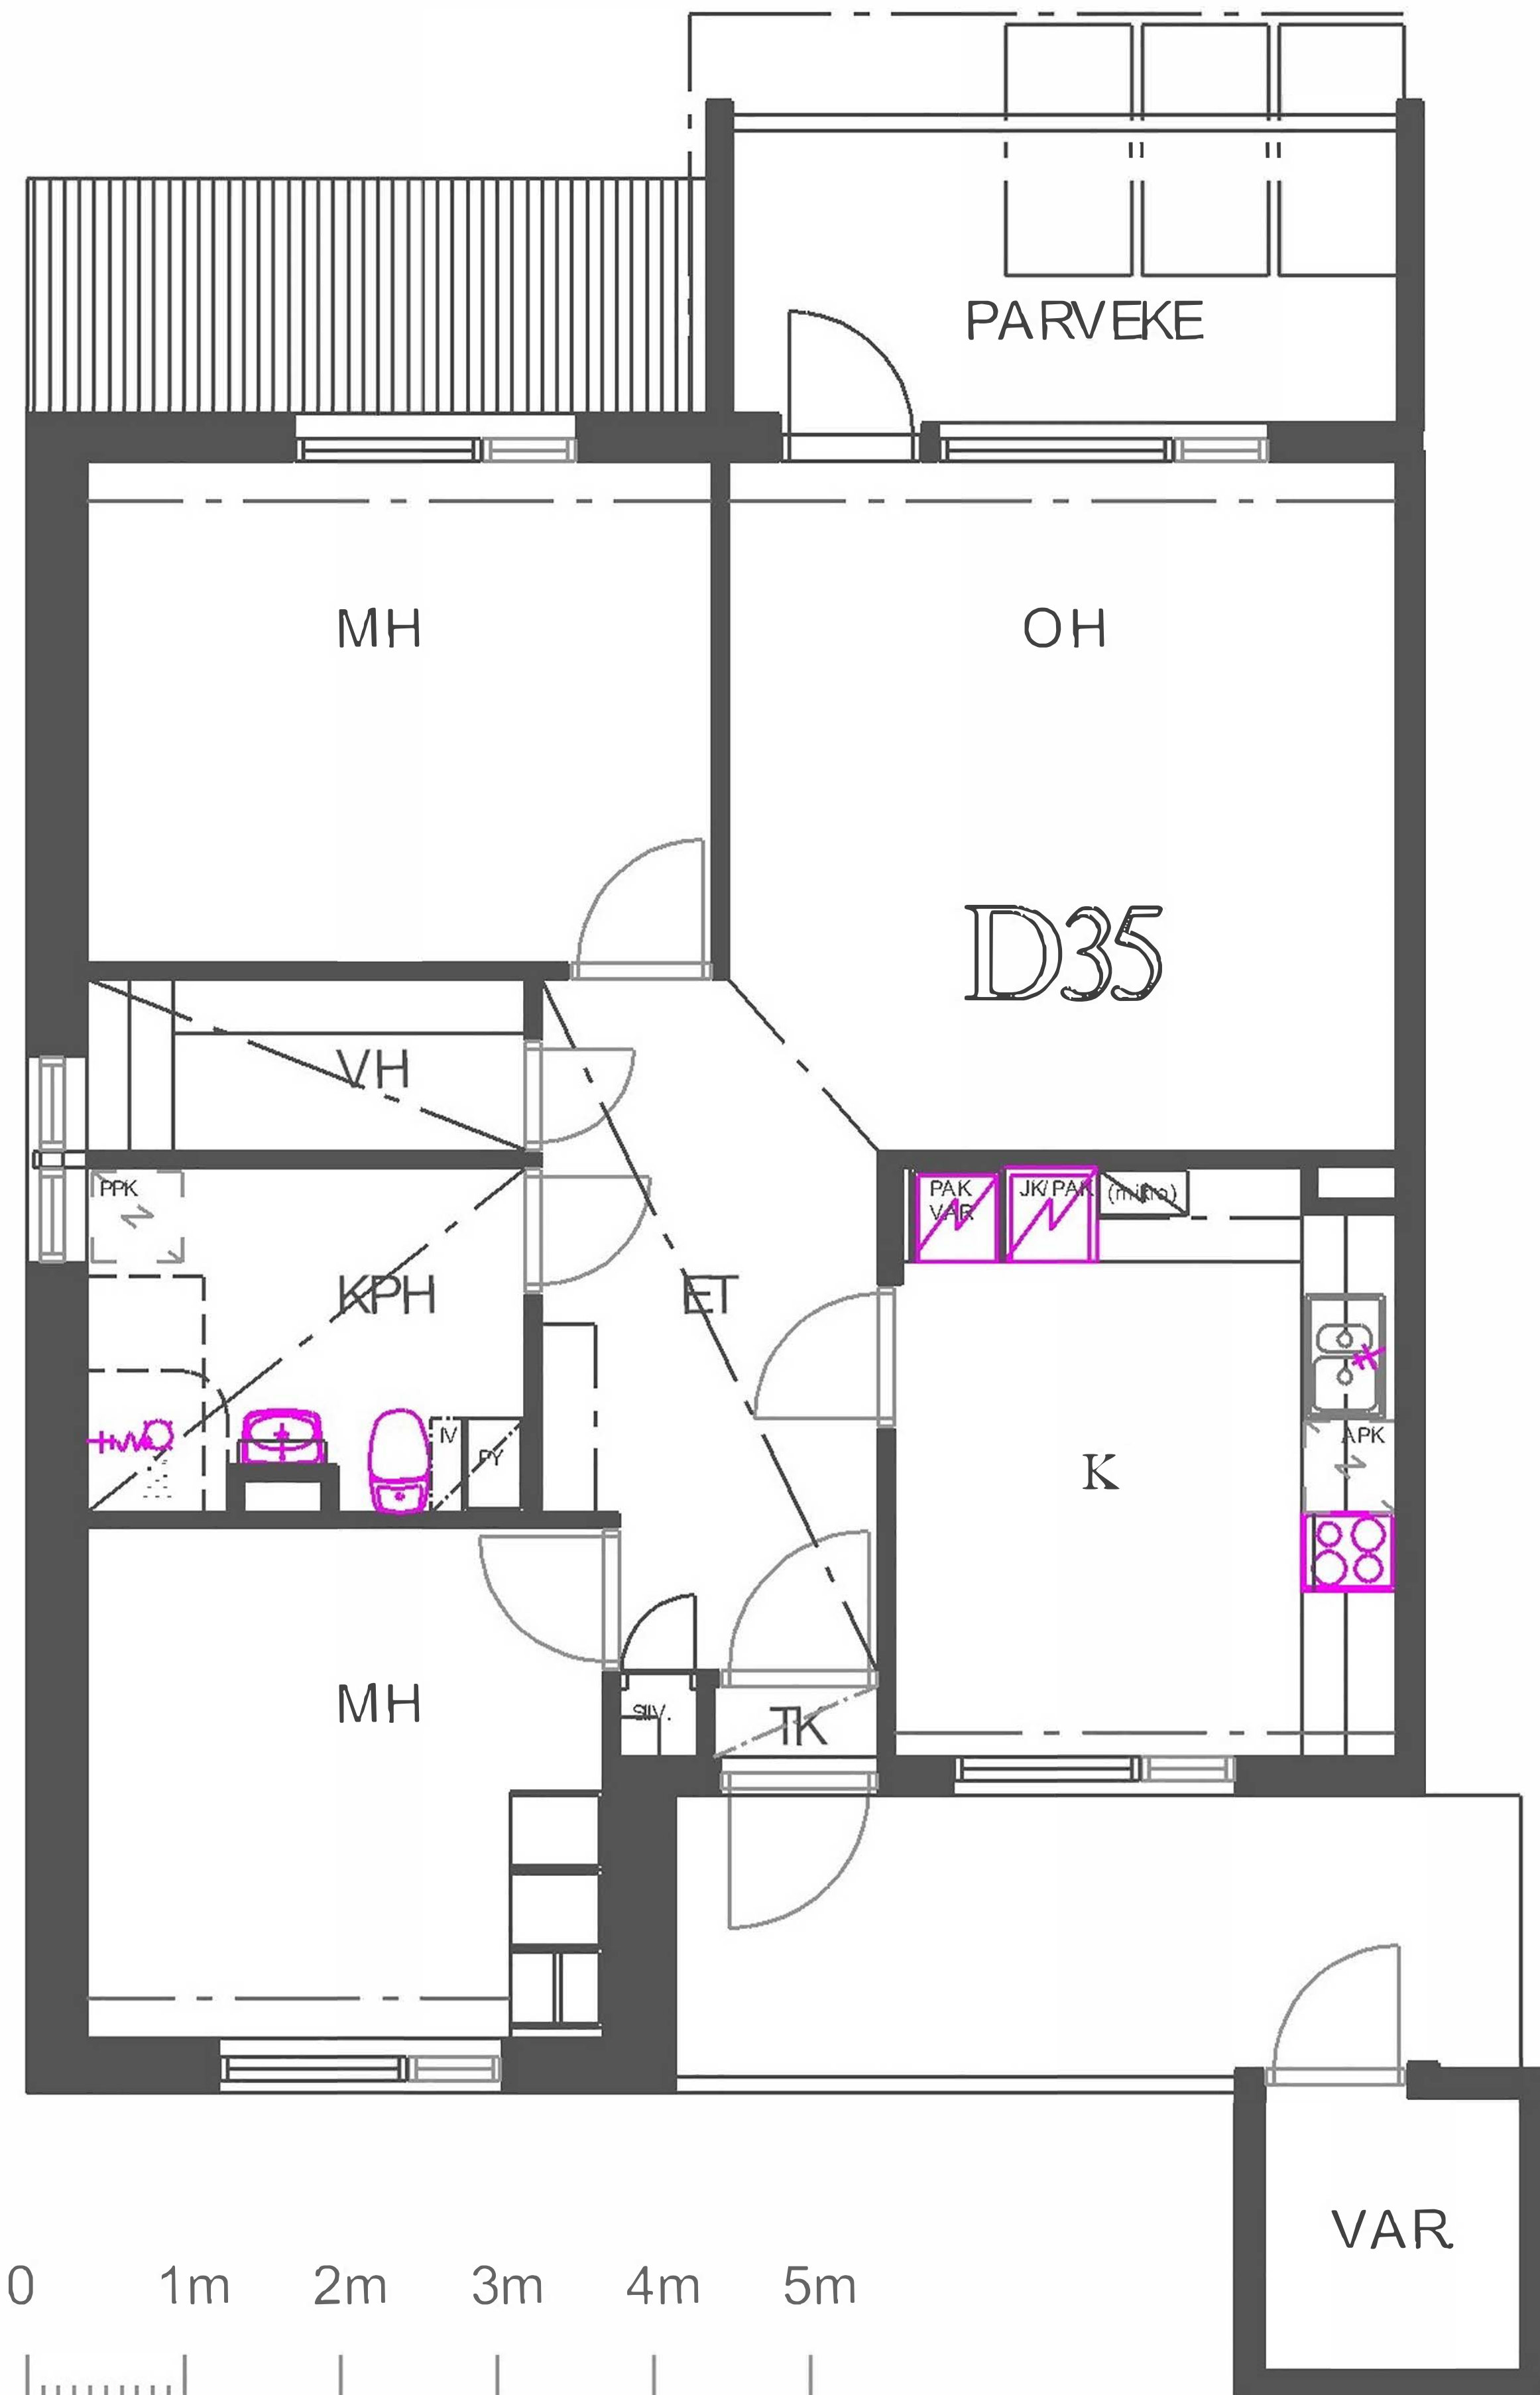 PARVEKE
MH
OH
D35
VH
PPK
PAK
VAR
JK/PAK
(mikro)
KPH
ET
IV
PY
K
APK
MH
SIIV.
TK
VAR
0 1m 2m 3m 4m 5m